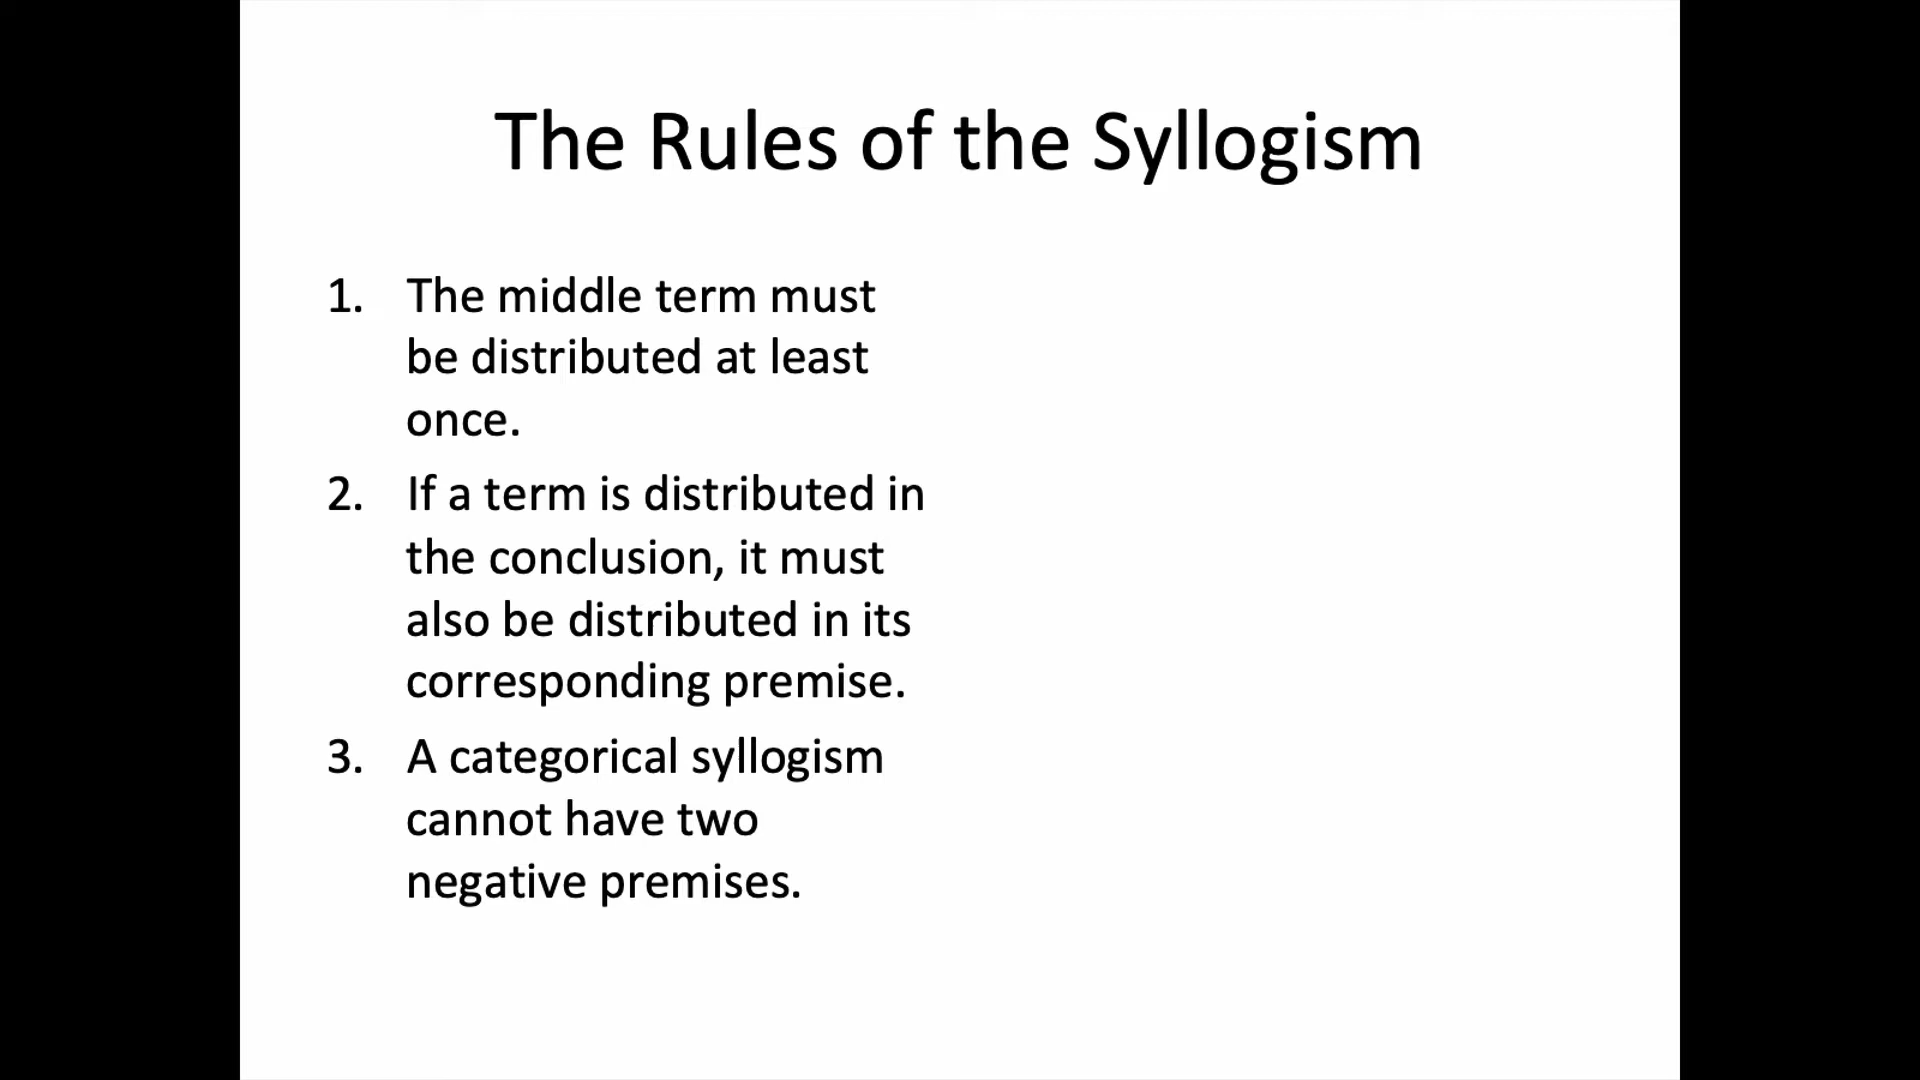 The Rules of the Syllogism
1. The middle term must
be distributed at least
once.
2. If a term is distributed in
the conclusion, it must
also be distributed in its
corresponding premise.
3. A categorical syllogism
cannot have two
negative premises.